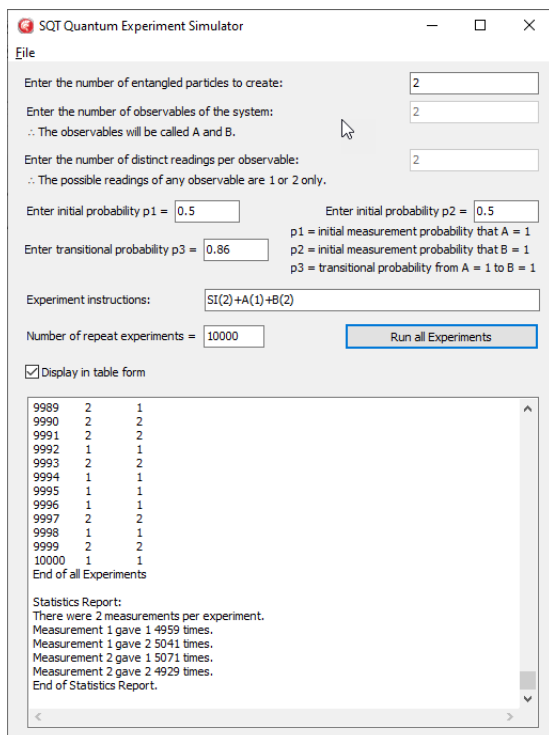 SQT Quantum Experiment Simulator
File
Enter the number of entangled particles to create: 2
Enter the number of observables of the system: 2
∴ The observables will be called A and B.
Enter the number of distinct readings per observable: 2
∴ The possible readings of any observable are 1 or 2 only.
Enter initial probability p1 = 0.5 Enter initial probability p2 = 0.5
p1 = initial measurement probability that A = 1
Enter transitional probability p3 = 0.86 p2 = initial measurement probability that B = 1
p3 = transitional probability from A = 1 to B = 1
Experiment instructions: SI(2)+A(1)+B(2)
Number of repeat experiments = 10000 Run all Experiments
Display in table form
9989 2 1
9990 2 2
9991 2 2
9992 1 1
9993 2 2
9994 1 1
9995 1 1
9996 1 1
9997 2 2
9998 1 1
9999 2 2
10000 1 1
End of all Experiments
Statistics Report:
There were 2 measurements per experiment.
Measurement 1 gave 1 4959 times.
Measurement 1 gave 2 5041 times.
Measurement 2 gave 1 5071 times.
Measurement 2 gave 2 4929 times.
End of Statistics Report.